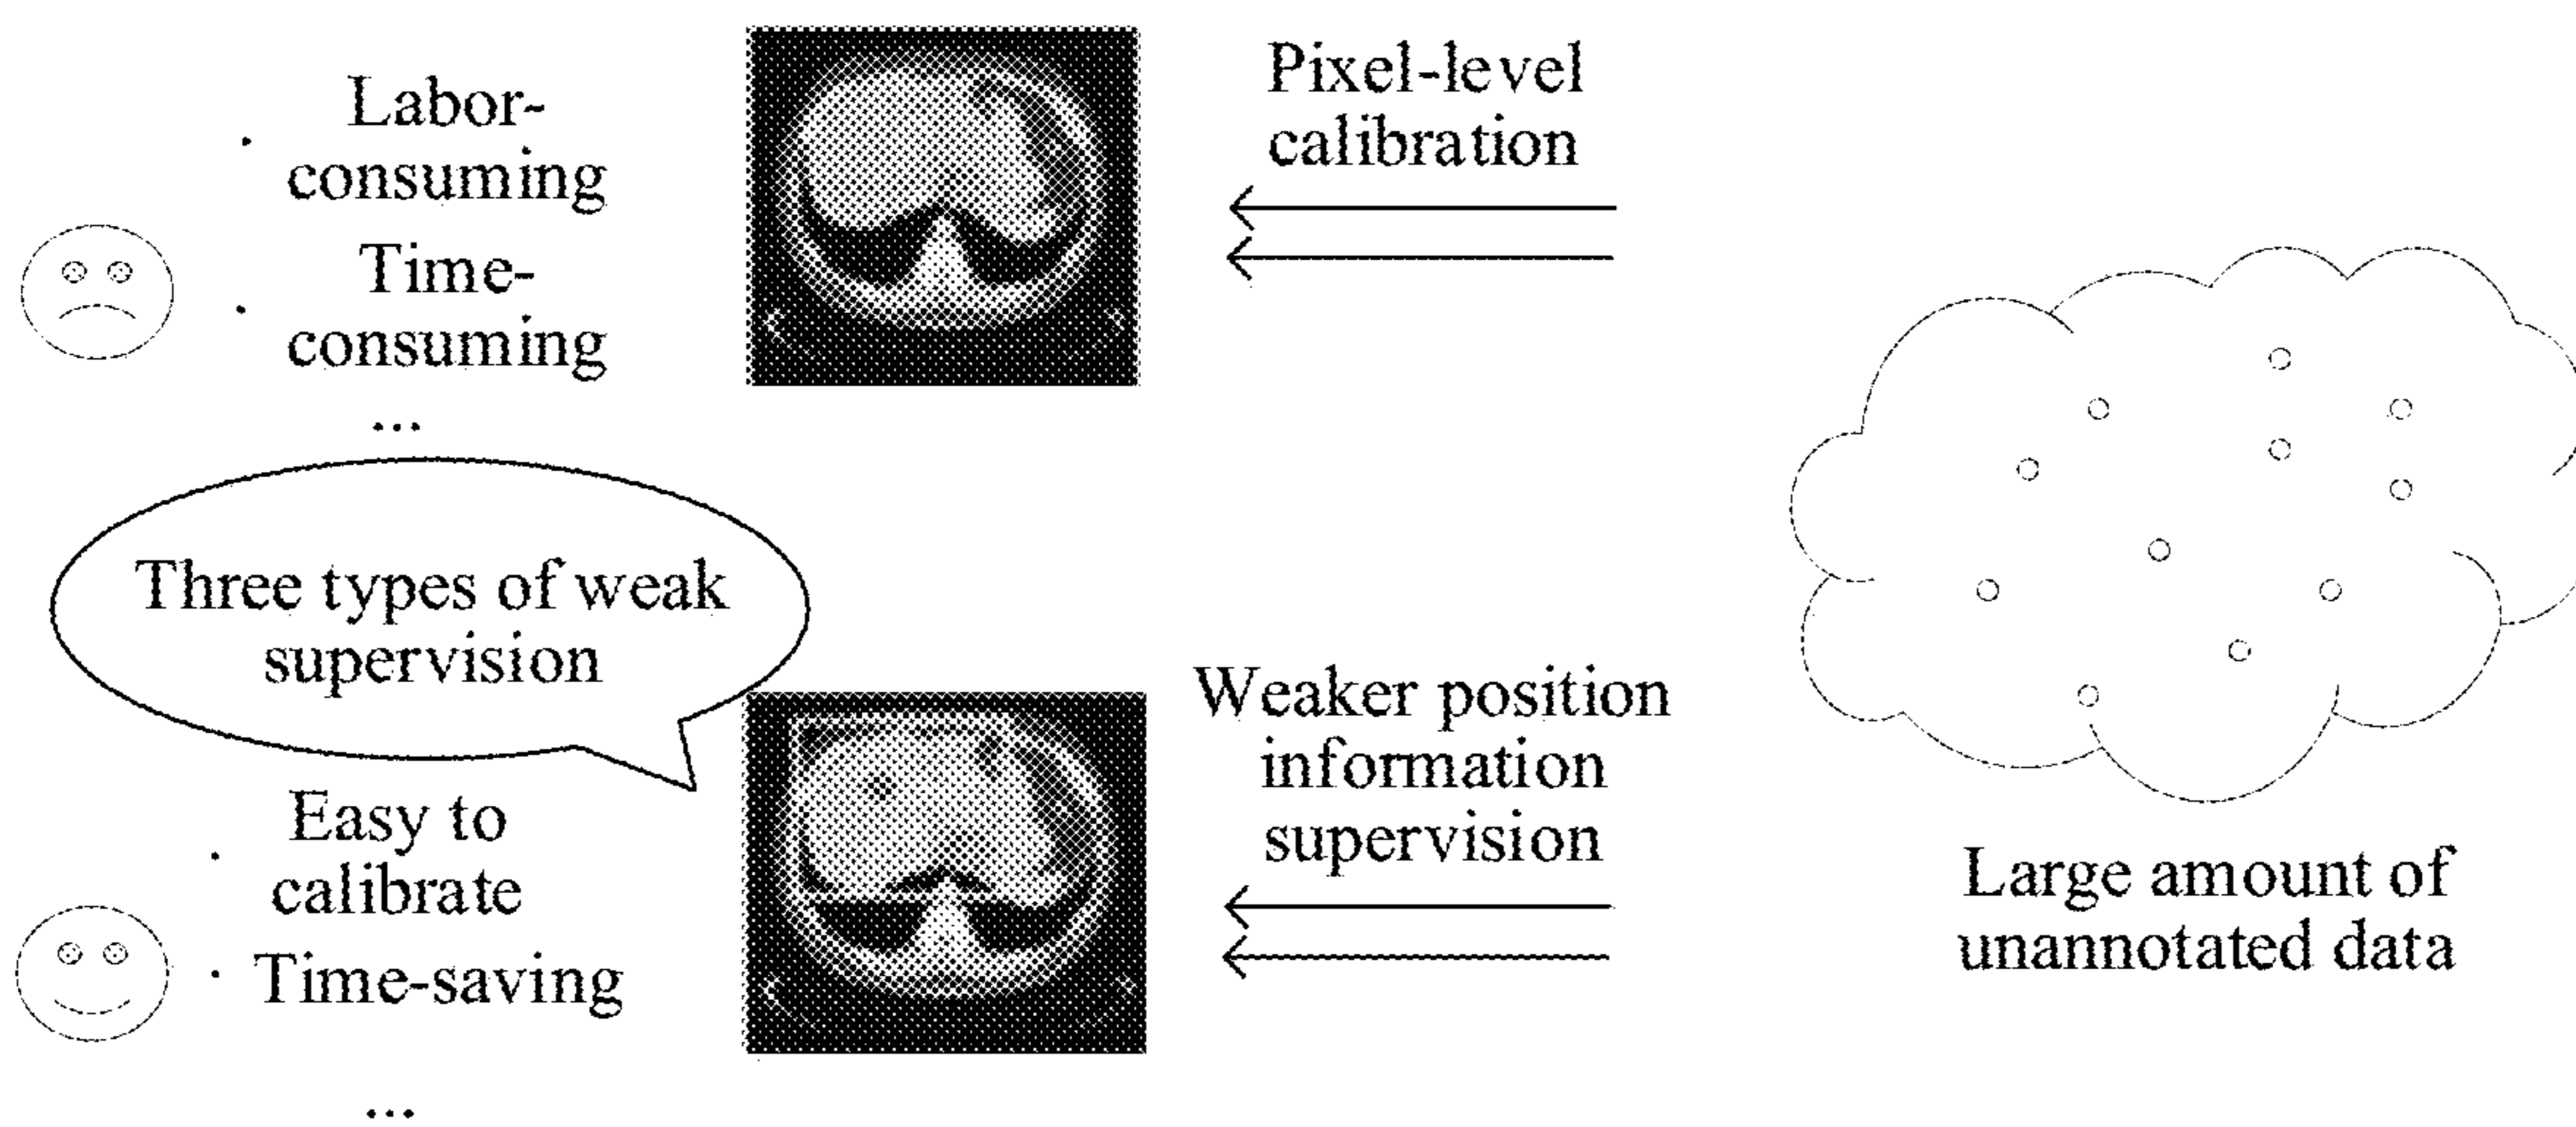 Labor-
consuming
Time-
consuming
...
Pixel-level
calibration
Three types of weak
supervision
Easy to
calibrate
Time-saving
...
Weaker position
information
supervision
Large amount of
unannotated data